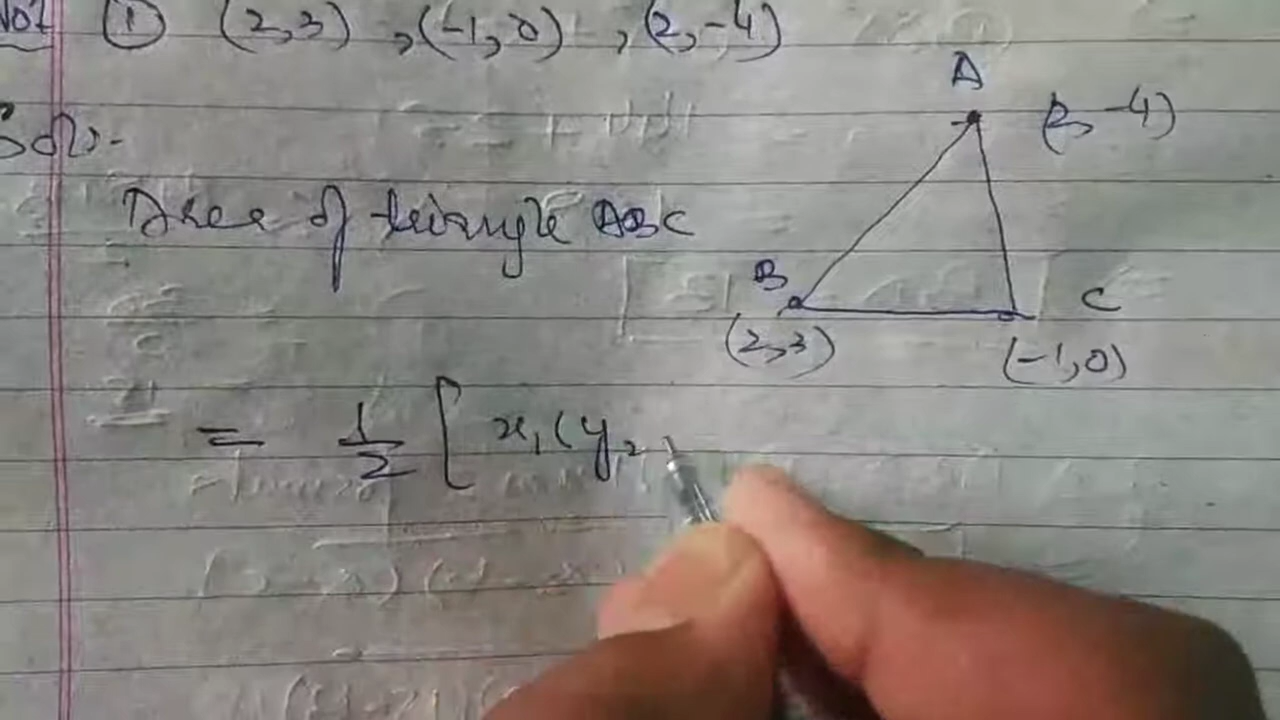 ① (2,3) , (-1,0) , (2,-4)
Sol.-
A
(2,-4)
Area of triangle ABC
B
C
(2,3)
(-1,0)
= 1/2 [ x₁ ( y₂